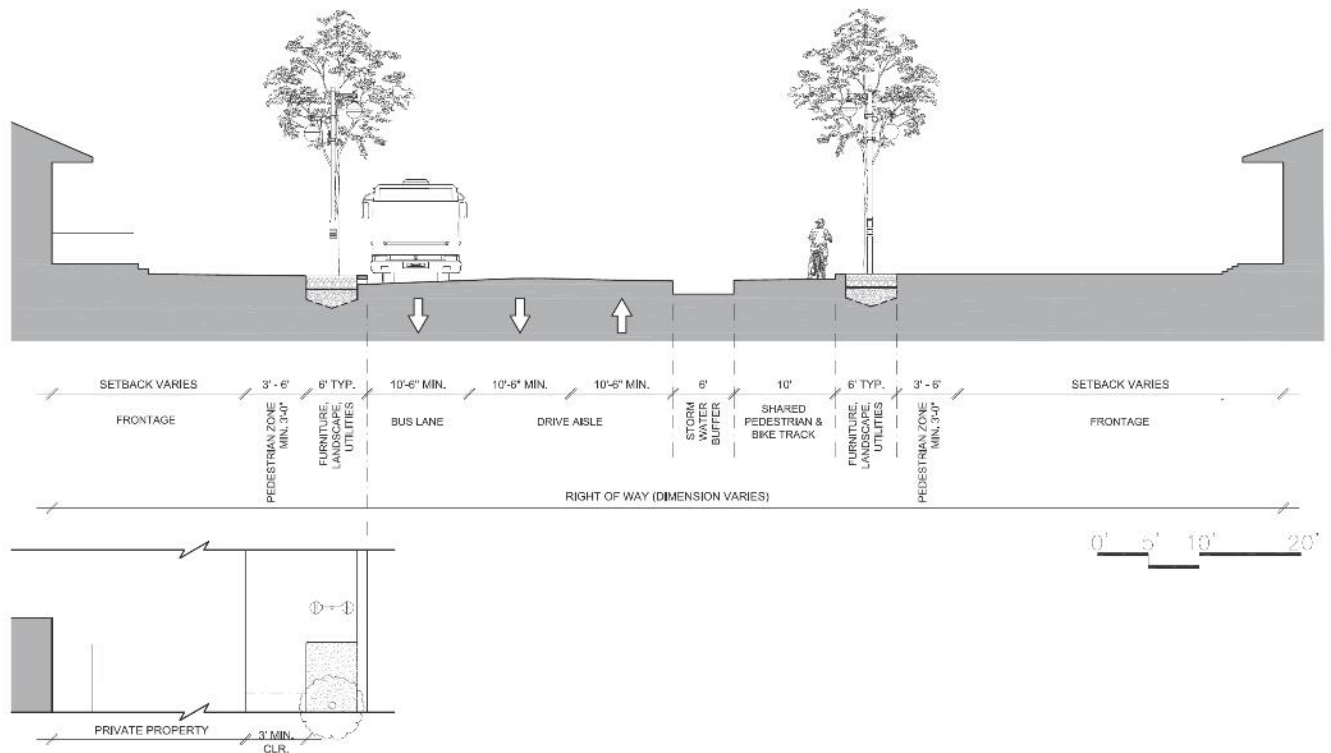 SETBACK VARIES
3' - 6'
6' TYP.
10'-6" MIN.
10'-6" MIN.
10'-6" MIN.
6'
10'
6' TYP.
3' - 6'
SETBACK VARIES
FRONTAGE
PEDESTRIAN ZONE
MIN. 3'-0"
FURNITURE,
LANDSCAPE,
UTILITIES
BUS LANE
DRIVE AISLE
STORM
WATER
BUFFER
SHARED
PEDESTRIAN &
BIKE TRACK
FURNITURE,
LANDSCAPE,
UTILITIES
PEDESTRIAN ZONE
MIN. 3'-0"
FRONTAGE
RIGHT OF WAY (DIMENSION VARIES)
0' 5' 10' 20'
PRIVATE PROPERTY
3' MIN.
CLR.